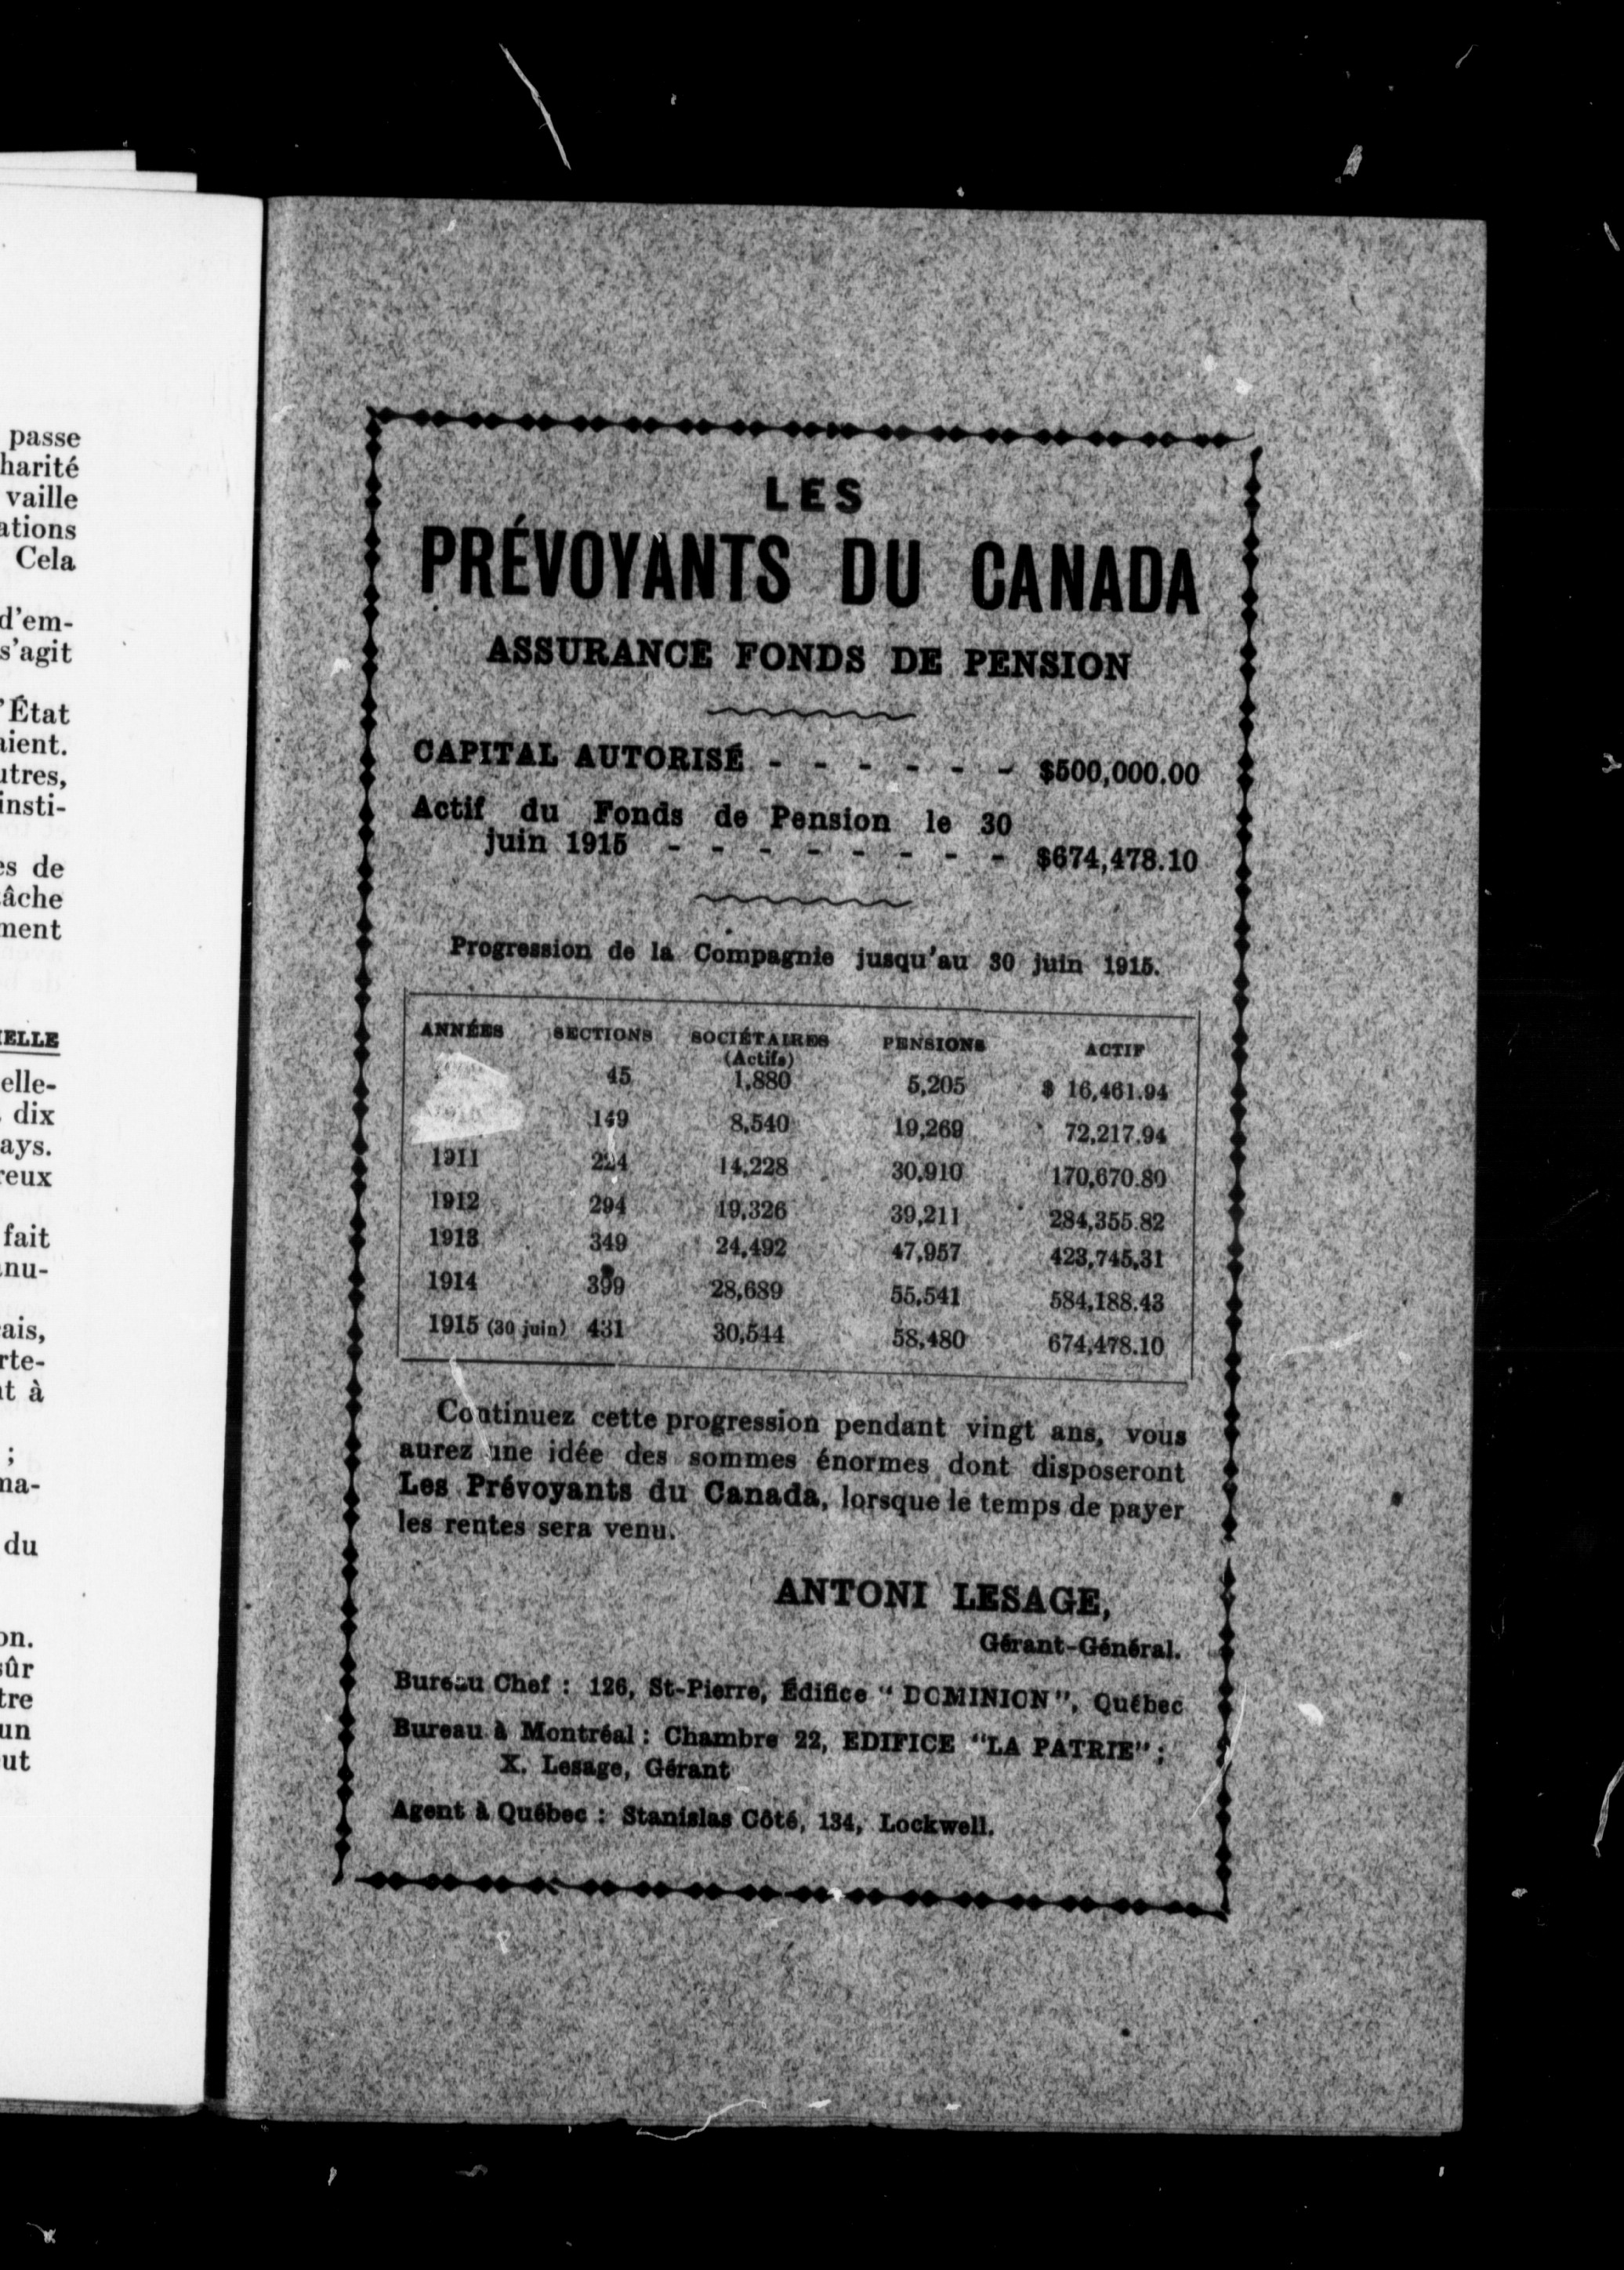 passe
harité
vaille
ations
Cela
d'em-
s'agit
'État
aient.
utres,
insti-
es de
tâche
ment
IELLE
elle-
dix
ays.
reux
fait
anu-
ais,
rte-
nt à
;
ma-
du
on.
sûr
tre
un
ut
LES
PRÉVOYANTS DU CANADA
ASSURANCE FONDS DE PENSION
CAPITAL AUTORISÉ - - - - - - $500,000.00
Actif du Fonds de Pension le 30
juin 1915 - - - - - - - - $674,478.10
Progression de la Compagnie jusqu'au 30 juin 1915.
ANNÉES SECTIONS SOCIÉTAIRES PENSIONS ACTIF
(Actifs)
45 1,880 5,205 $ 16,461.94
149 8,540 19,269 72,217.94
1911 224 14,228 30,910 170,670.80
1912 294 19,326 39,211 284,355.82
1913 349 24,492 47,957 423,745,31
1914 399 28,689 55,541 584,188.43
1915 (30 juin) 431 30,544 58,480 674,478.10
Continuez cette progression pendant vingt ans, vous
aurez une idée des sommes énormes dont disposeront
Les Prévoyants du Canada, lorsque le temps de payer
les rentes sera venu.
ANTONI LESAGE,
Gérant-Général.
Bureau Chef : 126, St-Pierre, Édifice " DOMINION", Québec
Bureau à Montréal : Chambre 22, EDIFICE "LA PATRIE" ;
X. Lesage, Gérant
Agent à Québec : Stanislas Côté, 134, Lockwell.